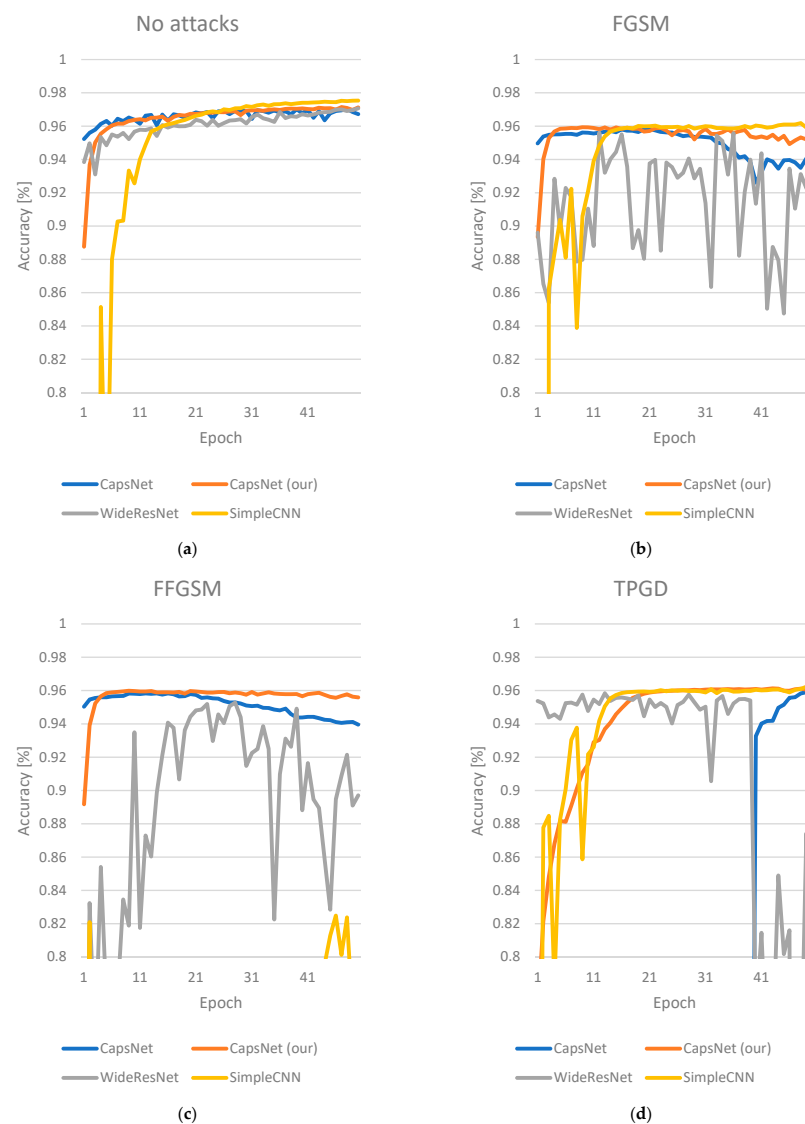 No attacks
1
0.98
0.96
0.94
0.92
0.9
0.88
0.86
0.84
0.82
0.8
Accuracy [%]
1 11 21 31 41
Epoch
CapsNet CapsNet (our)
WideResNet SimpleCNN
(a)
FGSM
1
0.98
0.96
0.94
0.92
0.9
0.88
0.86
0.84
0.82
0.8
Accuracy [%]
1 11 21 31 41
Epoch
CapsNet CapsNet (our)
WideResNet SimpleCNN
(b)
FFGSM
1
0.98
0.96
0.94
0.92
0.9
0.88
0.86
0.84
0.82
0.8
Accuracy [%]
1 11 21 31 41
Epoch
CapsNet CapsNet (our)
WideResNet SimpleCNN
(c)
TPGD
1
0.98
0.96
0.94
0.92
0.9
0.88
0.86
0.84
0.82
0.8
Accuracy [%]
1 11 21 31 41
Epoch
CapsNet CapsNet (our)
WideResNet SimpleCNN
(d)